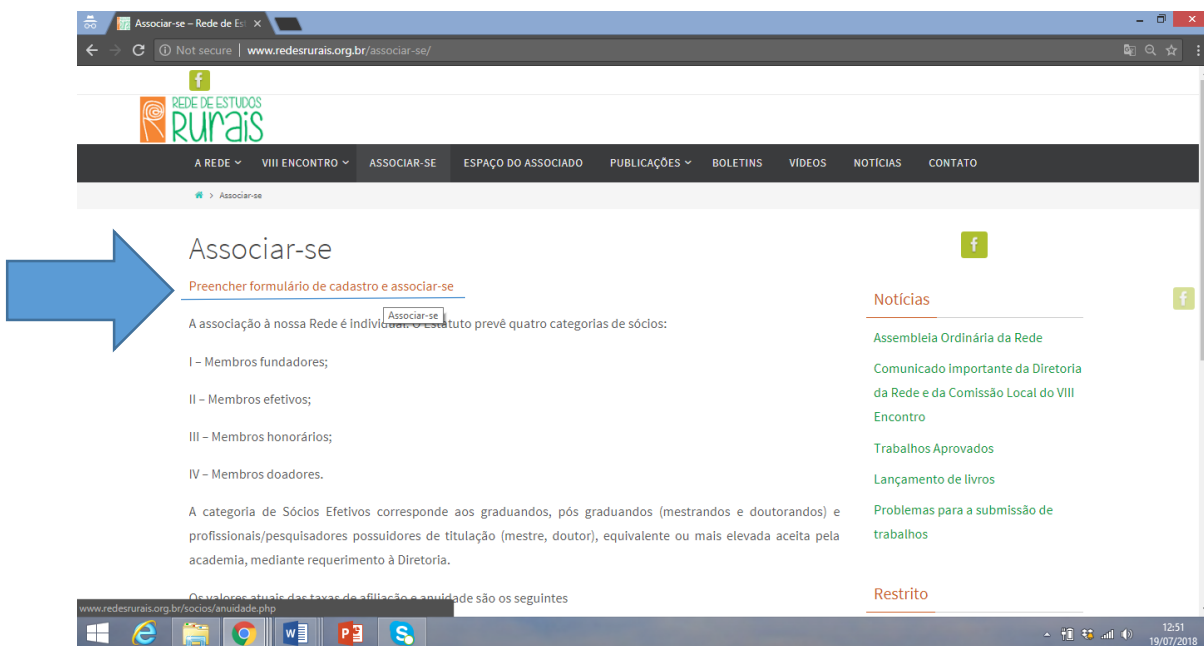 Associar-se – Rede de Es
Not secure | www.redesrurais.org.br/associar-se/
REDE DE ESTUDOS
RURAIS
A REDE VIII ENCONTRO ASSOCIAR-SE ESPAÇO DO ASSOCIADO PUBLICAÇÕES BOLETINS VÍDEOS NOTÍCIAS CONTATO
> Associar-se
Associar-se
Preencher formulário de cadastro e associar-se
Associar-se
A associação à nossa Rede é individual. O Estatuto prevê quatro categorias de sócios:
I – Membros fundadores;
II – Membros efetivos;
III – Membros honorários;
IV – Membros doadores.
A categoria de Sócios Efetivos corresponde aos graduandos, pós graduandos (mestrandos e doutorandos) e
profissionais/pesquisadores possuidores de titulação (mestre, doutor), equivalente ou mais elevada aceita pela
academia, mediante requerimento à Diretoria.
Os valores atuais das taxas de afiliação e anuidade são os seguintes
Notícias
Assembleia Ordinária da Rede
Comunicado importante da Diretoria
da Rede e da Comissão Local do VIII
Encontro
Trabalhos Aprovados
Lançamento de livros
Problemas para a submissão de
trabalhos
Restrito
www.redesrurais.org.br/socios/anuidade.php
12:51
19/07/2018